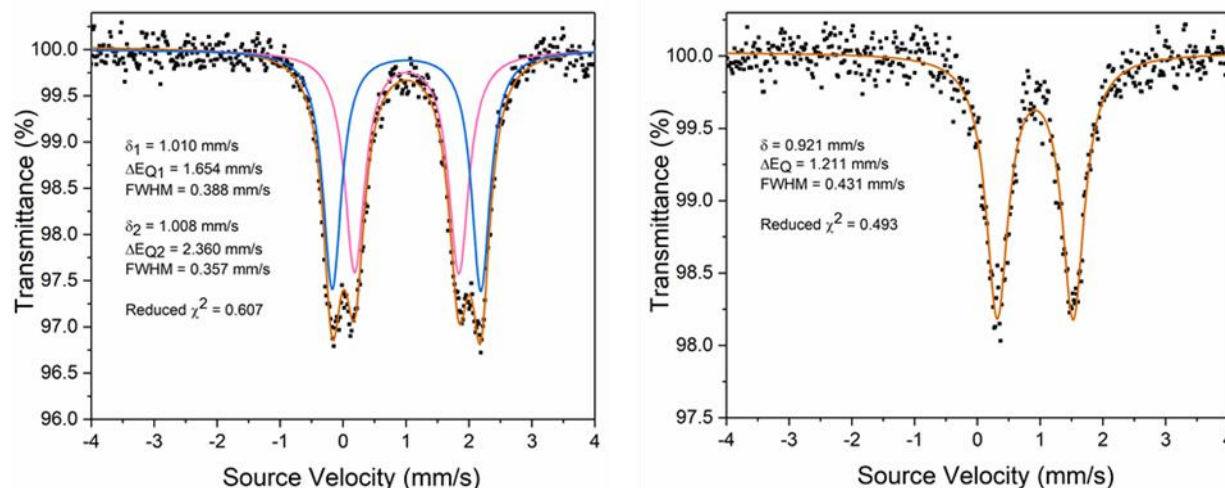 100.0
99.5
99.0
98.5
98.0
97.5
97.0
96.5
96.0
Transmittance (%)
δ₁ = 1.010 mm/s
ΔE_Q1 = 1.654 mm/s
FWHM = 0.388 mm/s
δ₂ = 1.008 mm/s
ΔE_Q2 = 2.360 mm/s
FWHM = 0.357 mm/s
Reduced χ² = 0.607
-4 -3 -2 -1 0 1 2 3 4
Source Velocity (mm/s)
100.0
99.5
99.0
98.5
98.0
97.5
Transmittance (%)
δ = 0.921 mm/s
ΔE_Q = 1.211 mm/s
FWHM = 0.431 mm/s
Reduced χ² = 0.493
-4 -3 -2 -1 0 1 2 3 4
Source Velocity (mm/s)